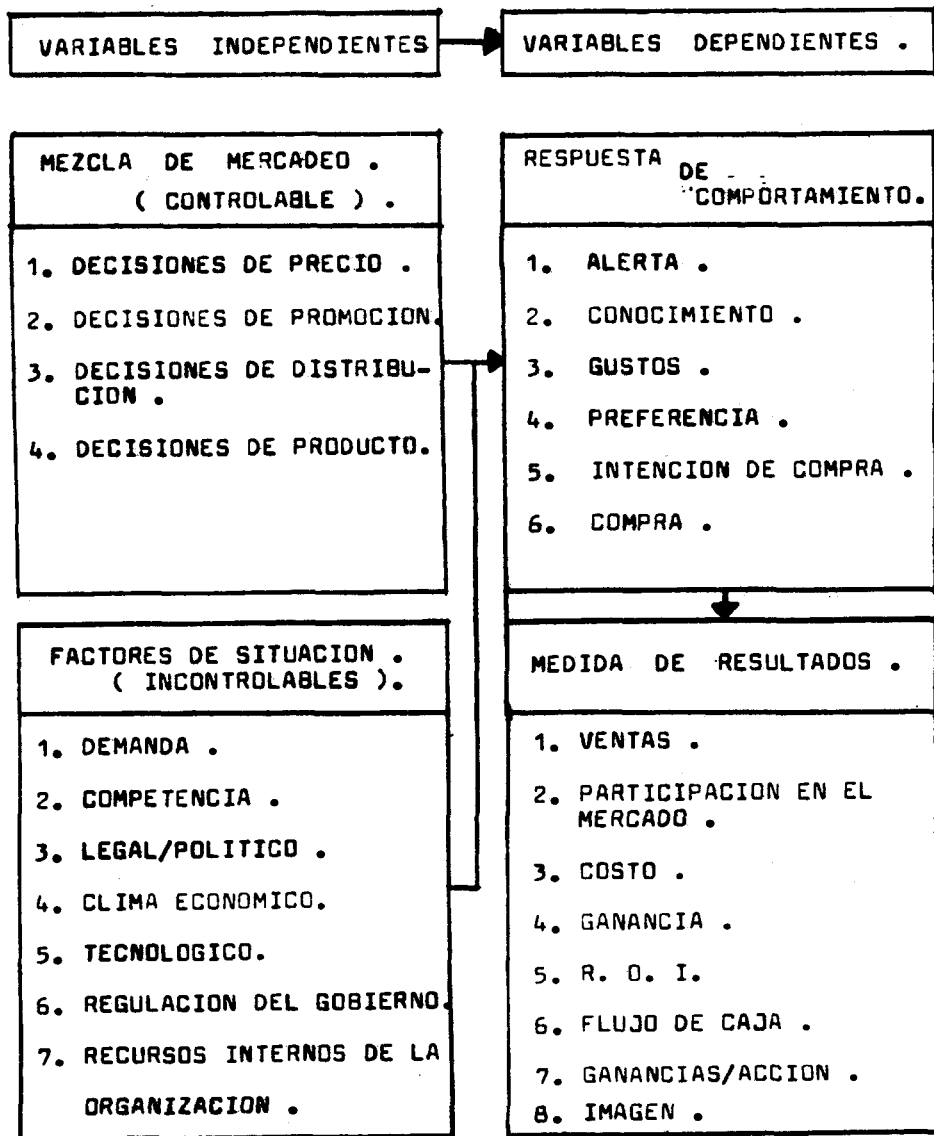 VARIABLES INDEPENDIENTES
VARIABLES DEPENDIENTES .
MEZCLA DE MERCADEO .
( CONTROLABLE ) .
1. DECISIONES DE PRECIO .
2. DECISIONES DE PROMOCION.
3. DECISIONES DE DISTRIBU-
CION .
4. DECISIONES DE PRODUCTO.
RESPUESTA
DE
COMPORTAMIENTO.
1. ALERTA .
2. CONOCIMIENTO .
3. GUSTOS .
4. PREFERENCIA .
5. INTENCION DE COMPRA .
6. COMPRA .
FACTORES DE SITUACION .
( INCONTROLABLES ).
1. DEMANDA .
2. COMPETENCIA .
3. LEGAL/POLITICO .
4. CLIMA ECONOMICO.
5. TECNOLOGICO.
6. REGULACION DEL GOBIERNO.
7. RECURSOS INTERNOS DE LA
ORGANIZACION .
MEDIDA DE RESULTADOS .
1. VENTAS .
2. PARTICIPACION EN EL
MERCADO .
3. COSTO .
4. GANANCIA .
5. R. O. I.
6. FLUJO DE CAJA .
7. GANANCIAS/ACCION .
8. IMAGEN .